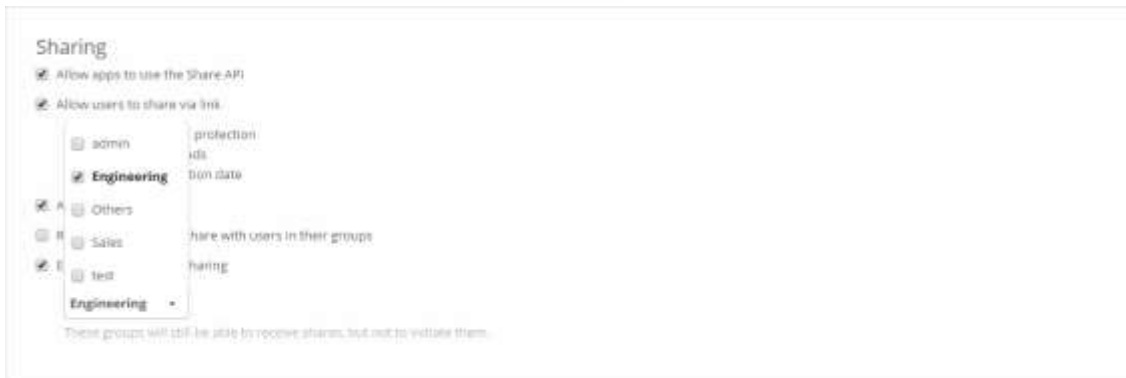 Sharing
Allow apps to use the Share API
Allow users to share via link
admin
protection
ads
Engineering
tion date
A
Others
R
hare with users in their groups
Sales
E
haring
test
Engineering
These groups will still be able to receive shares, but not to initiate them.